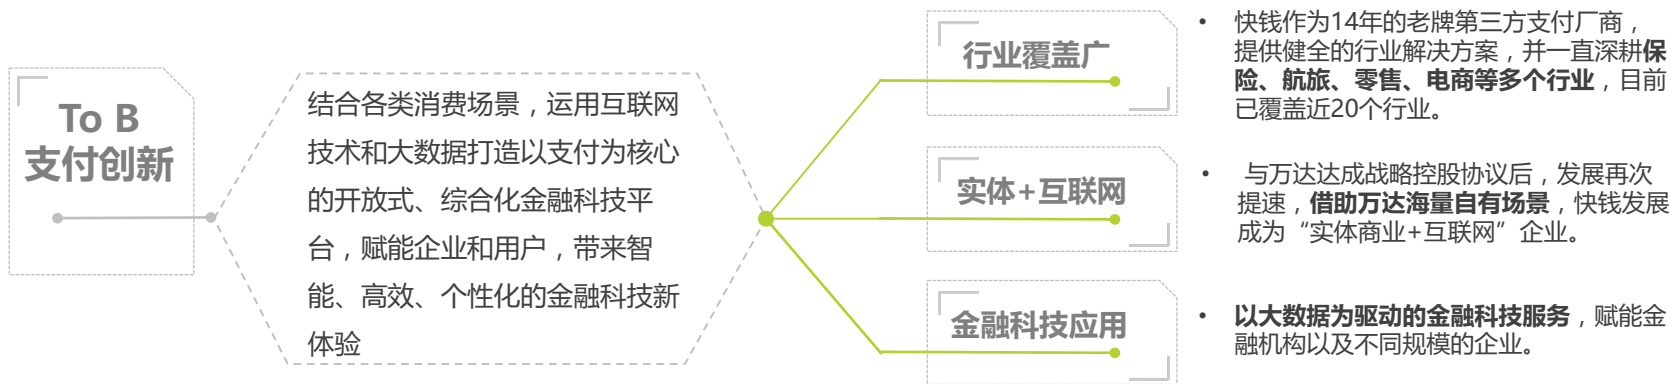 To B
支付创新
结合各类消费场景，运用互联网
技术和大数据打造以支付为核心
的开放式、综合化金融科技平
台，赋能企业和用户，带来智
能、高效、个性化的金融科技新
体验
行业覆盖广
• 快钱作为14年的老牌第三方支付厂商，
提供健全的行业解决方案，并一直深耕保
险、航旅、零售、电商等多个行业，目前
已覆盖近20个行业。
实体+互联网
• 与万达达成战略控股协议后，发展再次
提速，借助万达海量自有场景，快钱发展
成为“实体商业+互联网”企业。
金融科技应用
• 以大数据为驱动的金融科技服务，赋能金
融机构以及不同规模的企业。